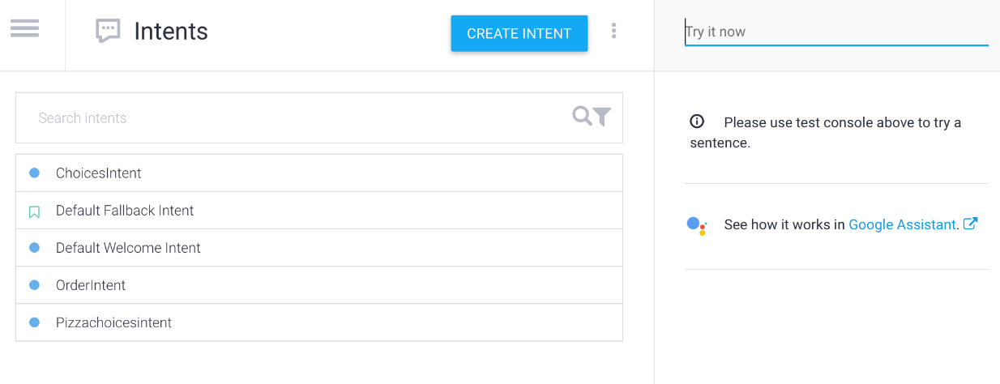 Intents
CREATE INTENT
Try it now
Search intents
ChoicesIntent
Default Fallback Intent
Default Welcome Intent
OrderIntent
Pizzachoicesintent
Please use test console above to try a
sentence.
See how it works in Google Assistant.